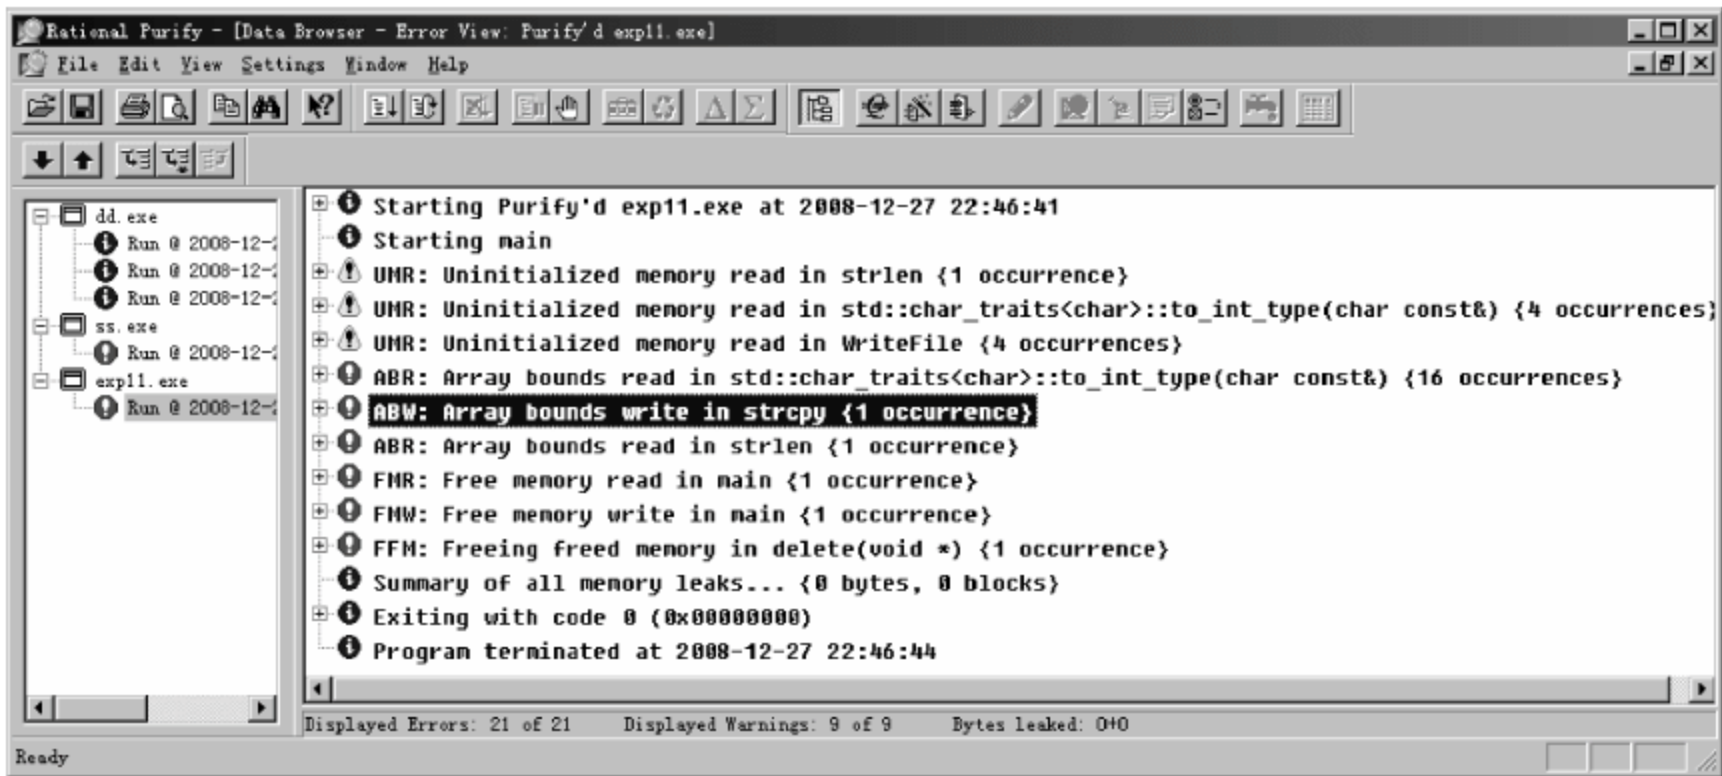 Rational Purify - [Data Browser - Error View: Purify'd exp11.exe]
File Edit View Settings Window Help
dd.exe
Run @ 2008-12-2
Run @ 2008-12-2
Run @ 2008-12-2
ss.exe
Run @ 2008-12-2
exp11.exe
Run @ 2008-12-2
Starting Purify'd exp11.exe at 2008-12-27 22:46:41
Starting main
UMR: Uninitialized memory read in strlen {1 occurrence}
UMR: Uninitialized memory read in std::char_traits<char>::to_int_type(char const&) {4 occurrences}
UMR: Uninitialized memory read in WriteFile {4 occurrences}
ABR: Array bounds read in std::char_traits<char>::to_int_type(char const&) {16 occurrences}
ABW: Array bounds write in strcpy {1 occurrence}
ABR: Array bounds read in strlen {1 occurrence}
FMR: Free memory read in main {1 occurrence}
FMW: Free memory write in main {1 occurrence}
FFM: Freeing freed memory in delete(void *) {1 occurrence}
Summary of all memory leaks... {0 bytes, 0 blocks}
Exiting with code 0 (0x00000000)
Program terminated at 2008-12-27 22:46:44
Displayed Errors: 21 of 21 Displayed Warnings: 9 of 9 Bytes leaked: 0+0
Ready